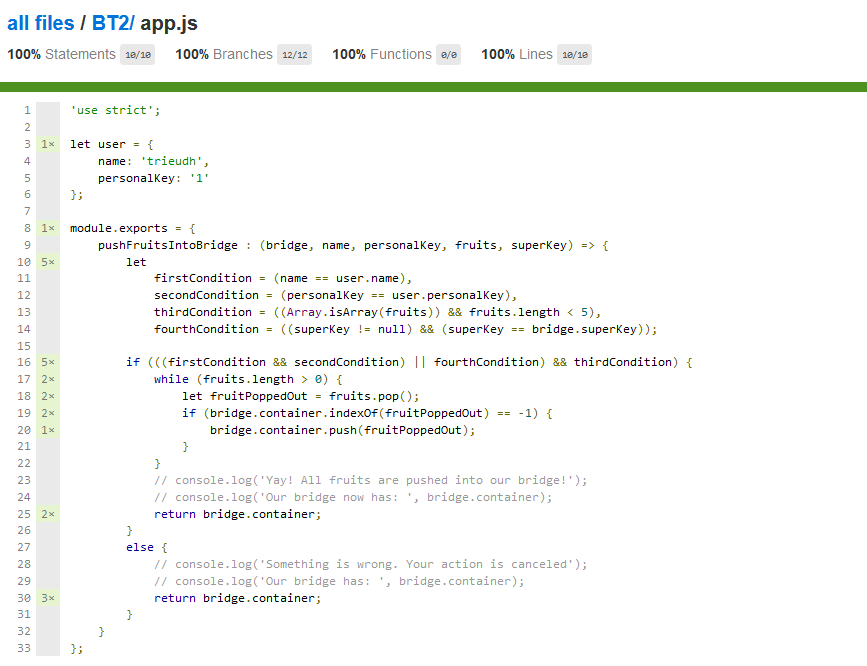 all files / BT2/ app.js
100% Statements 10/10 100% Branches 12/12 100% Functions 0/0 100% Lines 10/10
1 'use strict';
2
3 1× let user = {
4 name: 'trieudh',
5 personalKey: '1'
6 };
7
8 1× module.exports = {
9 pushFruitsIntoBridge : (bridge, name, personalKey, fruits, superKey) => {
10 5× let
11 firstCondition = (name == user.name),
12 secondCondition = (personalKey == user.personalKey),
13 thirdCondition = ((Array.isArray(fruits)) && fruits.length < 5),
14 fourthCondition = ((superKey != null) && (superKey == bridge.superKey));
15
16 5× if (((firstCondition && secondCondition) || fourthCondition) && thirdCondition) {
17 2× while (fruits.length > 0) {
18 2× let fruitPoppedOut = fruits.pop();
19 2× if (bridge.container.indexOf(fruitPoppedOut) == -1) {
20 1× bridge.container.push(fruitPoppedOut);
21 }
22 }
23 // console.log('Yay! All fruits are pushed into our bridge!');
24 // console.log('Our bridge now has: ', bridge.container);
25 2× return bridge.container;
26 }
27 else {
28 // console.log('Something is wrong. Your action is canceled');
29 // console.log('Our bridge has: ', bridge.container);
30 3× return bridge.container;
31 }
32 }
33 };